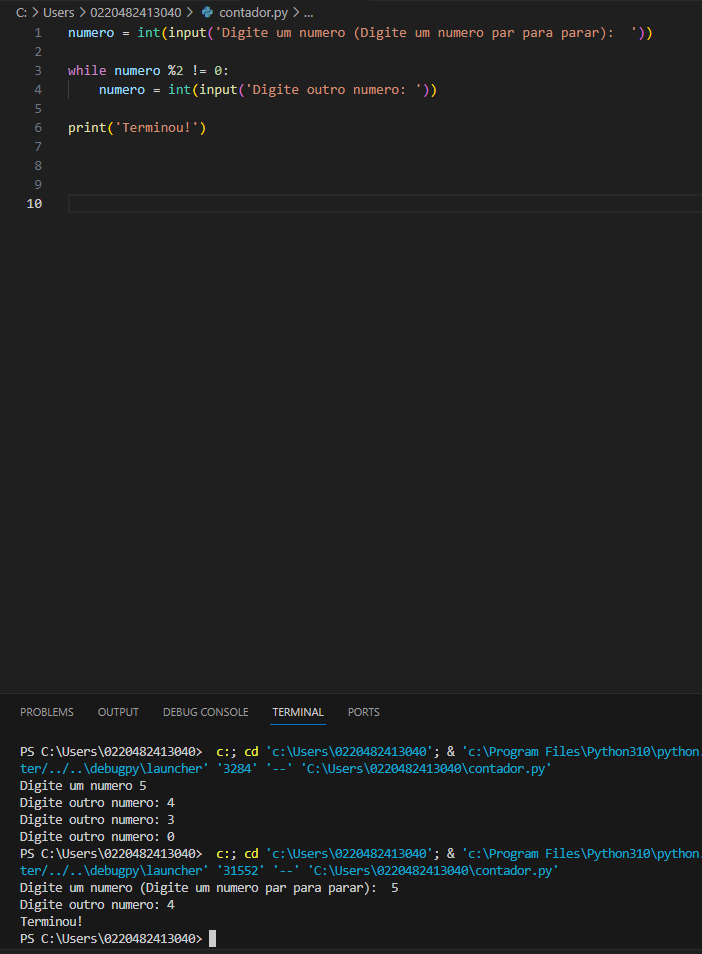 C: > Users > 0220482413040 > contador.py > ...
1 numero = int(input('Digite um numero (Digite um numero par para parar):  '))
2
3 while numero %2 != 0:
4     numero = int(input('Digite outro numero: '))
5
6 print('Terminou!')
7
8
9
10
PROBLEMS OUTPUT DEBUG CONSOLE TERMINAL PORTS
PS C:\Users\0220482413040>  c:; cd 'c:\Users\0220482413040'; & 'c:\Program Files\Python310\python.
ter/../..\debugpy\launcher' '3284' '--' 'C:\Users\0220482413040\contador.py'
Digite um numero 5
Digite outro numero: 4
Digite outro numero: 3
Digite outro numero: 0
PS C:\Users\0220482413040>  c:; cd 'c:\Users\0220482413040'; & 'c:\Program Files\Python310\python.
ter/../..\debugpy\launcher' '31552' '--' 'C:\Users\0220482413040\contador.py'
Digite um numero (Digite um numero par para parar):  5
Digite outro numero: 4
Terminou!
PS C:\Users\0220482413040>